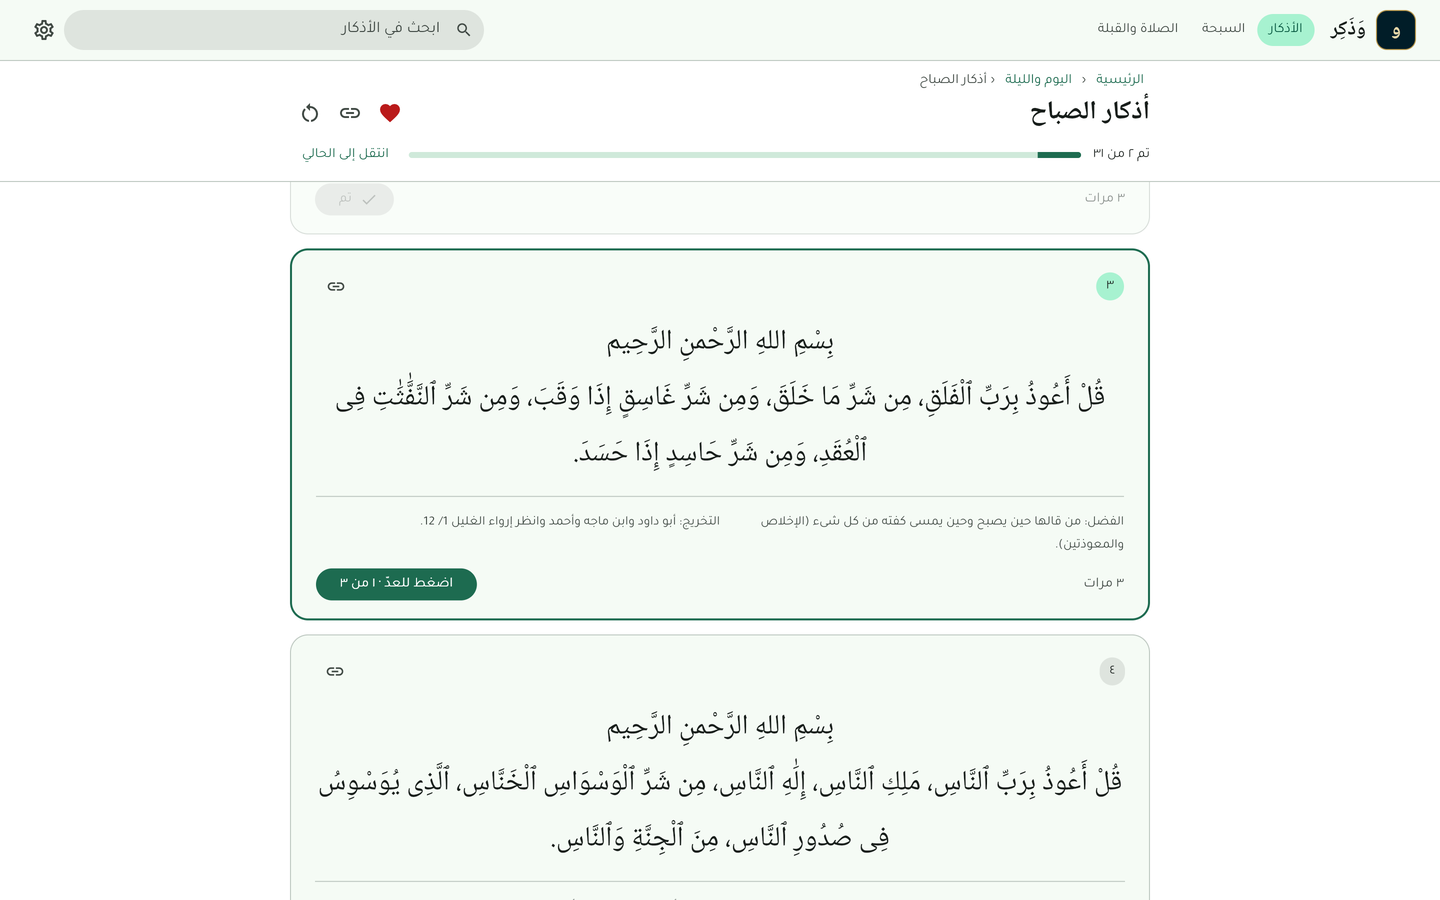 و
وَذَكِر
الأذكار
السبحة
الصلاة والقبلة
ابحث في الأذكار
الرئيسية › اليوم والليلة › أذكار الصباح
أذكار الصباح
تم ٢ من ٣١
انتقل إلى الحالي
٣ مرات
تم
٣
بِسْمِ اللهِ الرَّحْمنِ الرَّحِيم
قُلْ أَعُوذُ بِرَبِّ ٱلْفَلَقِ، مِن شَرِّ مَا خَلَقَ، وَمِن شَرِّ غَاسِقٍ إِذَا وَقَبَ، وَمِن شَرِّ ٱلنَّفَّٰثَٰتِ فِى
ٱلْعُقَدِ، وَمِن شَرِّ حَاسِدٍ إِذَا حَسَدَ.
الفضل: من قالها حين يصبح وحين يمسى كفته من كل شىء (الإخلاص
والمعوذتين).
التخريج: أبو داود وابن ماجه وأحمد وانظر إرواء الغليل 1/ 12.
٣ مرات
اضغط للعدّ · ١ من ٣
٤
بِسْمِ اللهِ الرَّحْمنِ الرَّحِيم
قُلْ أَعُوذُ بِرَبِّ ٱلنَّاسِ، مَلِكِ ٱلنَّاسِ، إِلَٰهِ ٱلنَّاسِ، مِن شَرِّ ٱلْوَسْوَاسِ ٱلْخَنَّاسِ، ٱلَّذِى يُوَسْوِسُ
فِى صُدُورِ ٱلنَّاسِ، مِنَ ٱلْجِنَّةِ وَٱلنَّاسِ.